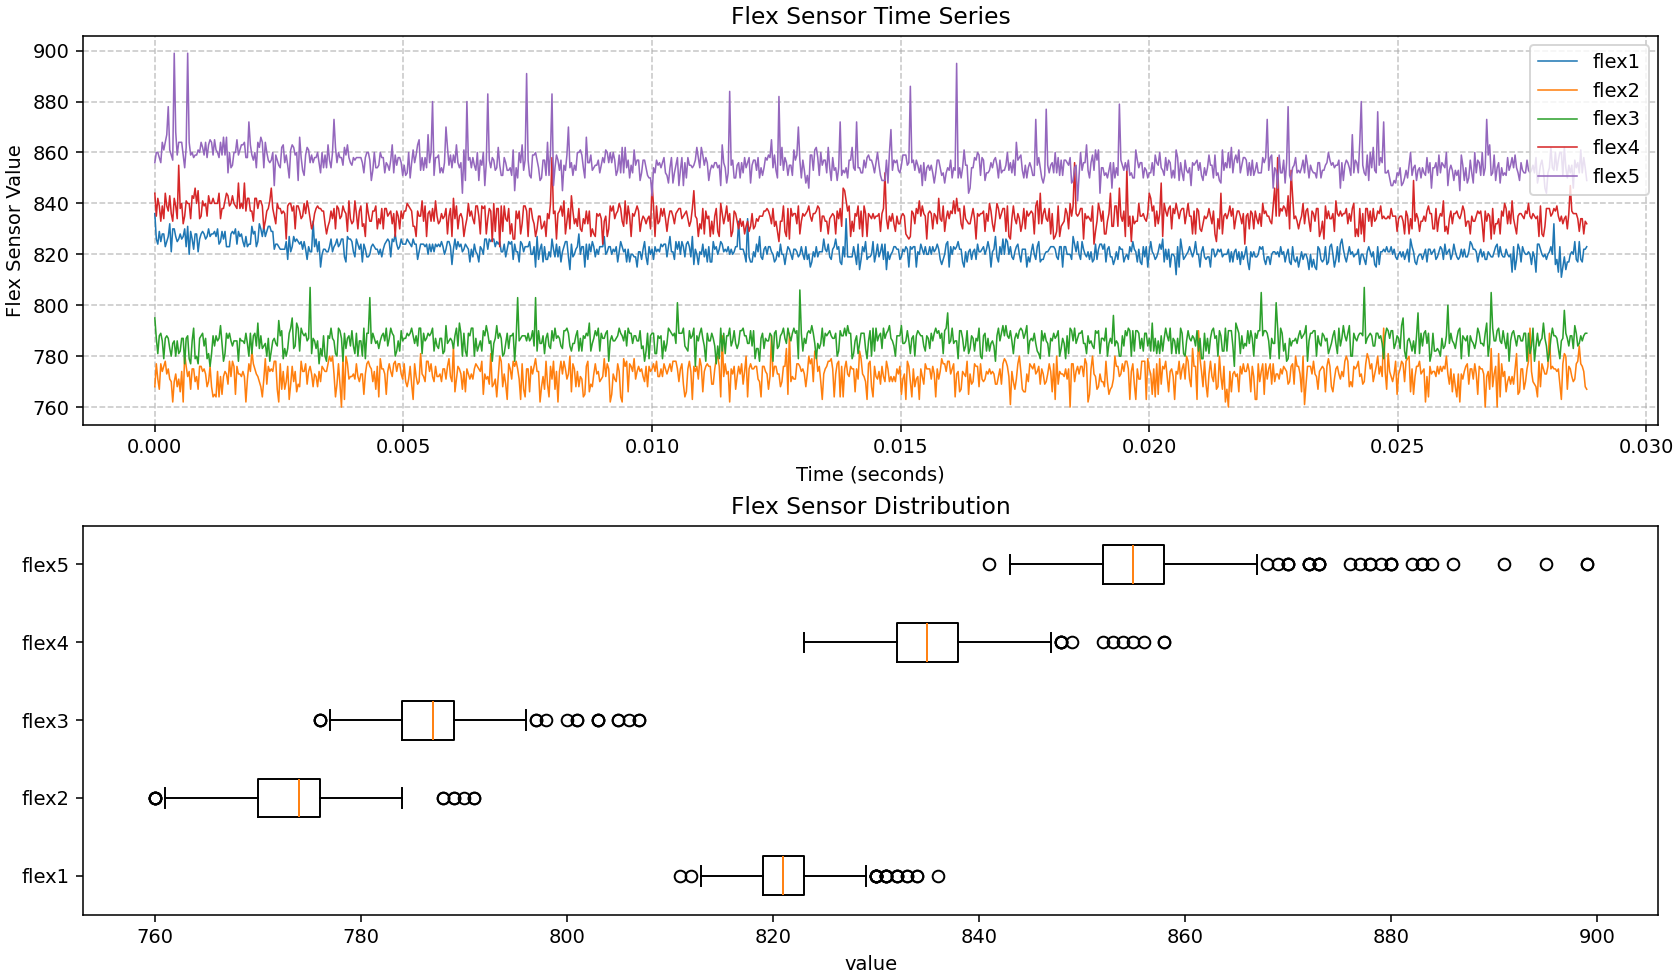 Flex Sensor Time Series
Flex Sensor Value
900
880
860
840
820
800
780
760
flex1
flex2
flex3
flex4
flex5
0.000 0.005 0.010 0.015 0.020 0.025 0.030
Time (seconds)
Flex Sensor Distribution
flex5
flex4
flex3
flex2
flex1
760 780 800 820 840 860 880 900
value